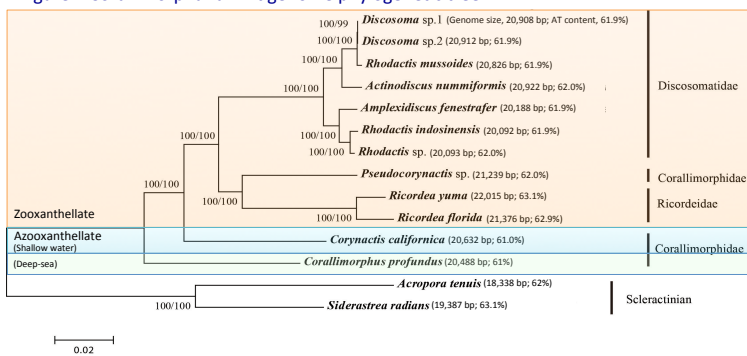 100/99
Discosoma sp.1 (Genome size, 20,908 bp; AT content, 61.9%)
100/100
Discosoma sp.2 (20,912 bp; 61.9%)
100/100
Rhodactis mussoides (20,826 bp; 61.9%)
100/100
Actinodiscus nummiformis (20,922 bp; 62.0%)
Discosomatidae
Amplexidiscus fenestrafer (20,188 bp; 61.9%)
100/100
Rhodactis indosinensis (20,092 bp; 61.9%)
100/100
100/100
Rhodactis sp. (20,093 bp; 62.0%)
Pseudocorynactis sp. (21,239 bp; 62.0%)
Corallimorphidae
100/100
100/100
Ricordea yuma (22,015 bp; 63.1%)
Ricordeidae
Zooxanthellate
100/100
Ricordea florida (21,376 bp; 62.9%)
Azooxanthellate
(Shallow water)
Corynactis californica (20,632 bp; 61.0%)
Corallimorphidae
(Deep-sea)
Corallimorphus profundus (20,488 bp; 61%)
Acropora tenuis (18,338 bp; 62%)
Scleractinian
100/100
Siderastrea radians (19,387 bp; 63.1%)
0.02